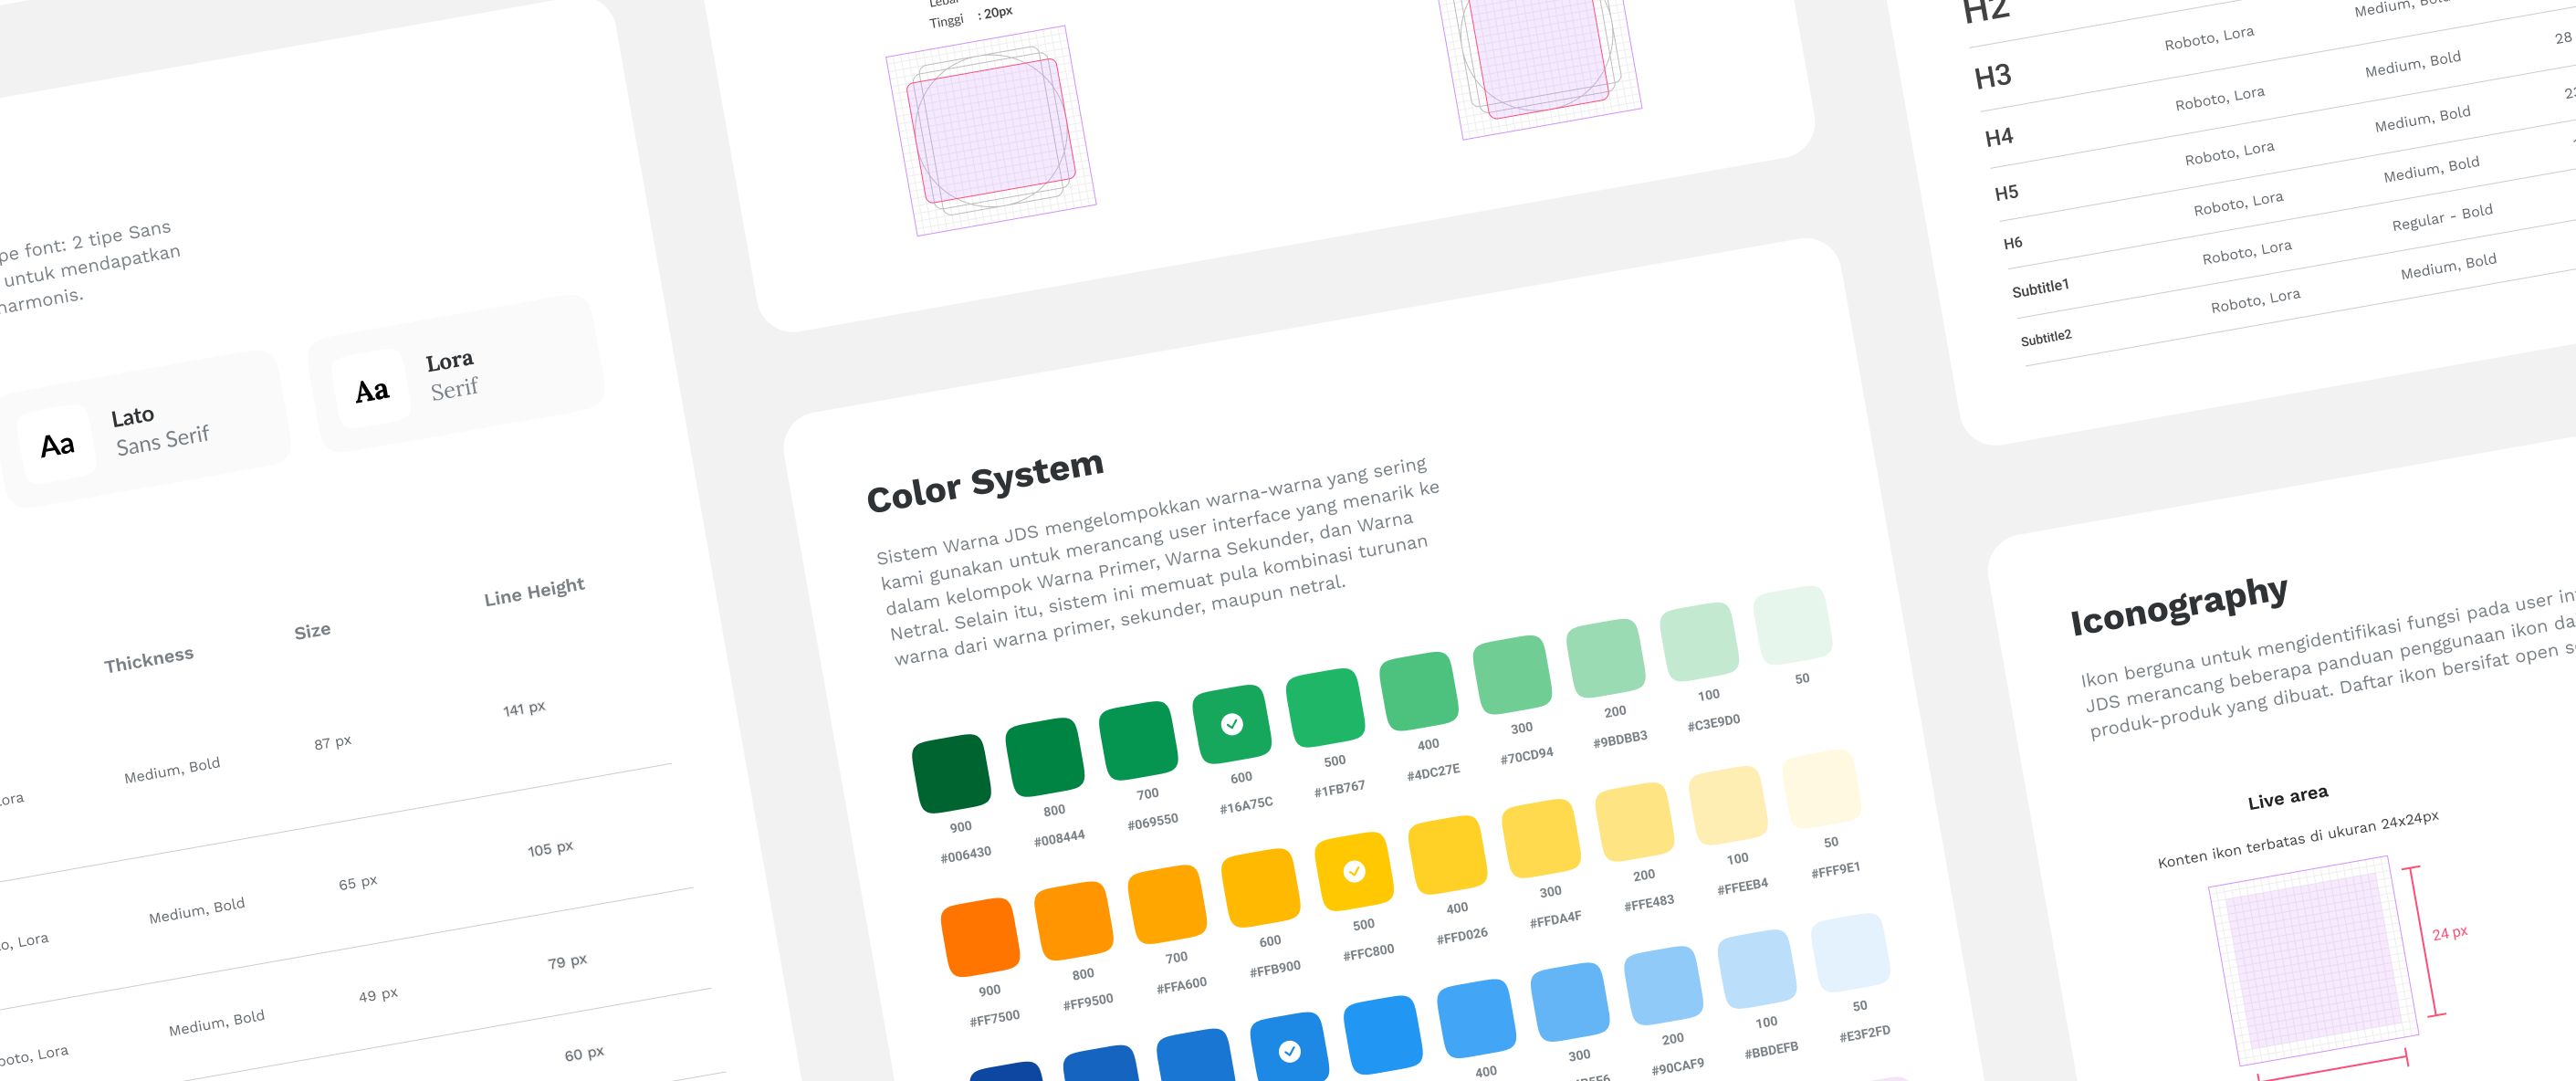 pe font: 2 tipe Sans
untuk mendapatkan
harmonis.
Aa
Lato
Sans Serif
Aa
Lora
Serif
Thickness
Size
Line Height
Medium, Bold
87 px
141 px
Lora
Medium, Bold
65 px
105 px
Medium, Bold
49 px
79 px
Lora
60 px
Tinggi : 20px
Color System
Sistem Warna JDS mengelompokkan warna-warna yang sering
kami gunakan untuk merancang user interface yang menarik ke
dalam kelompok Warna Primer, Warna Sekunder, dan Warna
Netral. Selain itu, sistem ini memuat pula kombinasi turunan
warna dari warna primer, sekunder, maupun netral.
900
800
700
600
500
400
300
200
100
50
#006430
#008444
#069550
#16A75C
#1FB767
#4DC27E
#70CD94
#9BDBB3
#C3E9D0
900
800
700
600
500
400
300
200
100
50
#FF7500
#FF9500
#FFA600
#FFB900
#FFC800
#FFD026
#FFDA4F
#FFE483
#FFEEB4
#FFF9E1
400
300
200
100
50
#90CAF9
#BBDEFB
#E3F2FD
H2
Medium,
H3
Roboto, Lora
Medium, Bold
28
H4
Roboto, Lora
Medium, Bold
H5
Roboto, Lora
Medium, Bold
H6
Roboto, Lora
Regular - Bold
Subtitle1
Roboto, Lora
Medium, Bold
Subtitle2
Roboto, Lora
Iconography
Ikon berguna untuk mengidentifikasi fungsi pada user
JDS merancang beberapa panduan penggunaan ikon
produk-produk yang dibuat. Daftar ikon bersifat open
Live area
Konten ikon terbatas di ukuran 24x24px
24 px